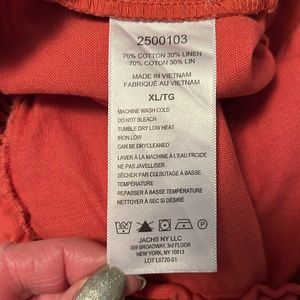 2500103
70% COTTON 30% LINEN
70% COTON 30% LIN
MADE IN VIETNAM
FABRIQUÉ AU VIETNAM
XL/TG
MACHINE WASH COLD
DO NOT BLEACH
TUMBLE DRY LOW HEAT
IRON LOW
CAN BE DRYCLEANED
LAVER À LA MACHINE À L'EAU FROIDE
NE PAS JAVELLISER
SÉCHER PAR CULBUTAGE À BASSE
TEMPÉRATURE
REPASSER À BASSE TEMPÉRATURE
NETTOYER À SEC SI DÉSIRÉ
JACHS NY LLC
359 BROADWAY, 3rd FLOOR
NEW YORK, NY 10013
LOT L0720-01